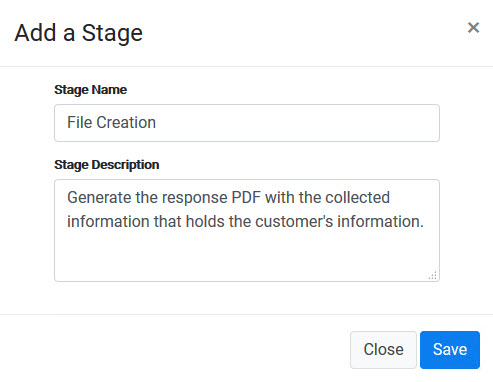 Add a Stage
×
Stage Name
File Creation
Stage Description
Generate the response PDF with the collected
information that holds the customer's information.
Close Save